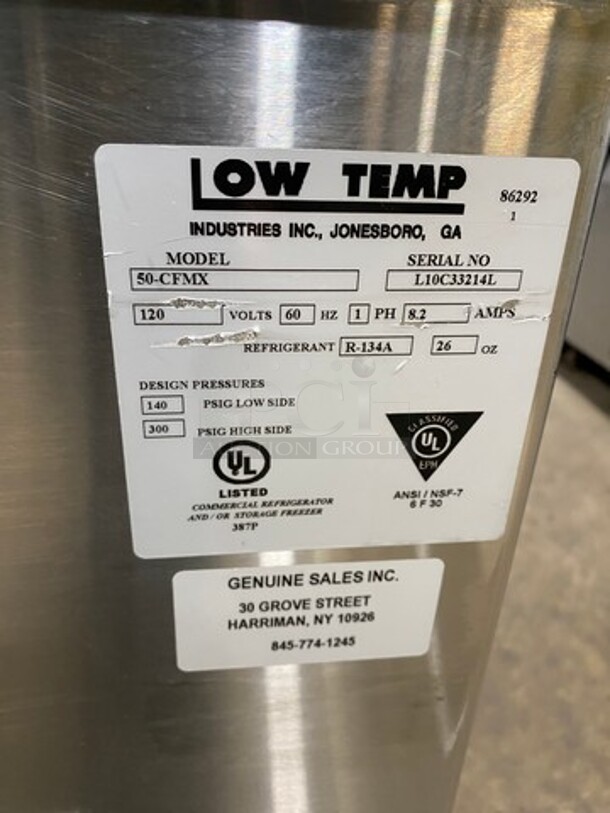 LOW TEMP
86292
1
INDUSTRIES INC., JONESBORO, GA
MODEL SERIAL NO
50-CFMX L10C33214L
120 VOLTS 60 HZ 1 PH 8.2 AMPS
REFRIGERANT R-134A 26 OZ
DESIGN PRESSURES
140 PSIG LOW SIDE
300 PSIG HIGH SIDE
UL
LISTED
COMMERCIAL REFRIGERATOR
AND / OR STORAGE FREEZER
387P
CLASSIFIED
UL
EPH
ANSI / NSF-7
6 F 30
AUCTION GROUP
GENUINE SALES INC.
30 GROVE STREET
HARRIMAN, NY 10926
845-774-1245